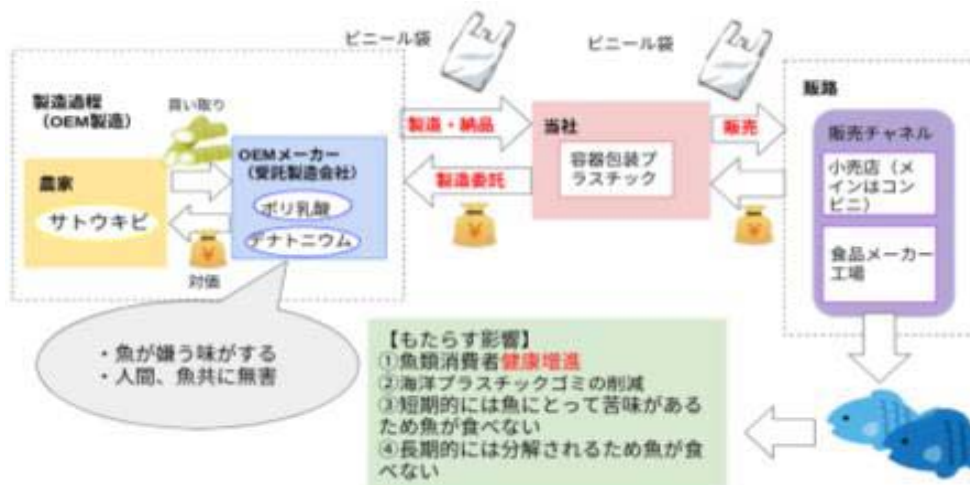 ビニール袋
ビニール袋
製造過程
（OEM製造）
買い取り
農家
サトウキビ
対価
OEMメーカー
（受託製造会社）
ポリ乳酸
デナトニウム
製造・納品
製造委託
当社
容器包装プ
ラスチック
販売
販路
販売チャネル
小売店（メ
インはコン
ビニ）
食品メーカー
工場
・魚が嫌う味がする
・人間、魚共に無害
【もたらす影響】
①魚類消費者健康増進
②海洋プラスチックゴミの削減
③短期的には魚にとって苦味がある
ため魚が食べない
④長期的には分解されるため魚が食
べない